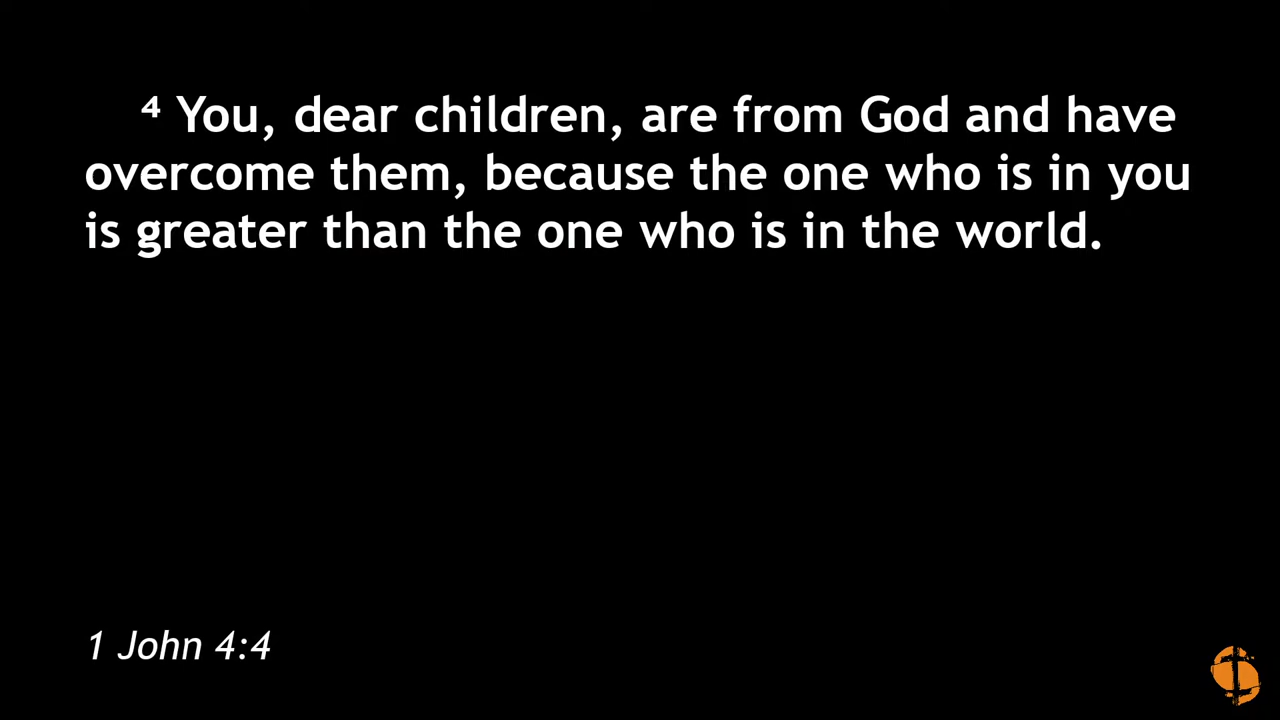 ⁴ You, dear children, are from God and have
overcome them, because the one who is in you
is greater than the one who is in the world.
1 John 4:4